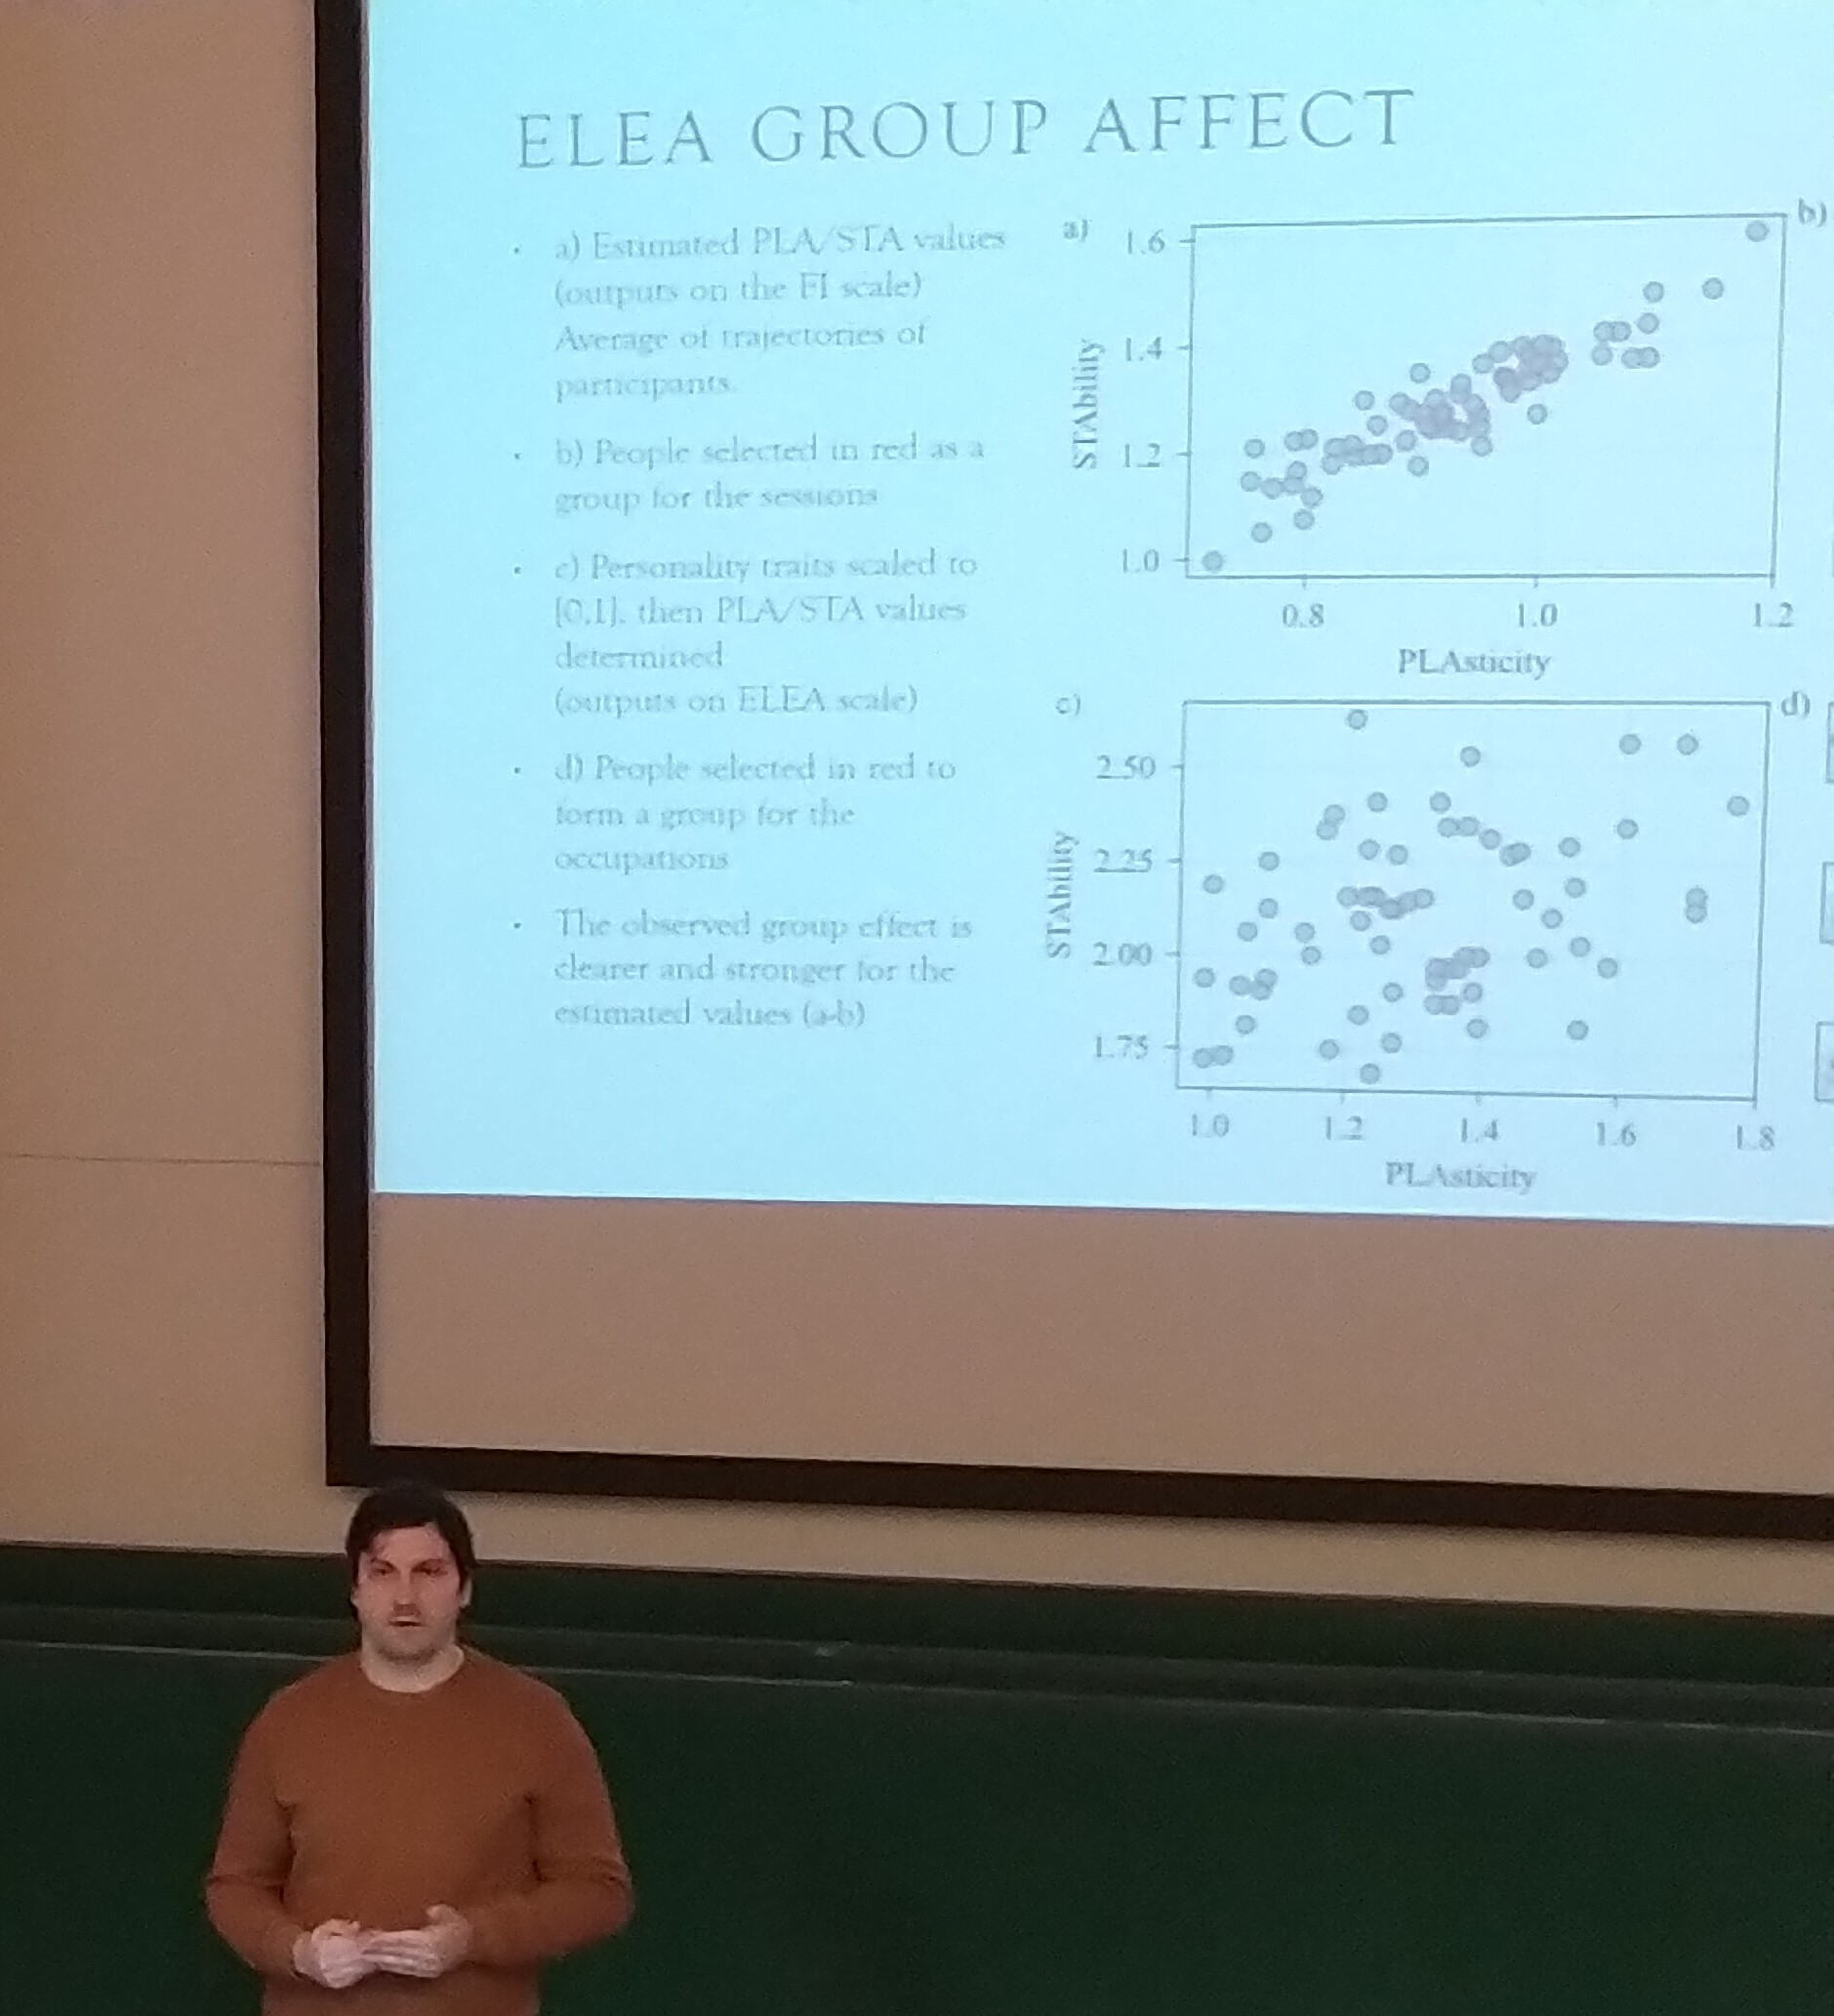 ELEA GROUP AFFECT
· a) Estimated PLA/STA values
(outputs on the FI scale)
Average of trajectories of
participants.
· b) People selected in red as a
group for the sessions
· c) Personality traits scaled to
[0,1], then PLA/STA values
determined
(outputs on ELEA scale)
· d) People selected in red to
form a group for the
occupations
· The observed group effect is
clearer and stronger for the
estimated values (a-b)
a)
1.6
1.4
1.2
1.0
STAbility
0.8 1.0 1.2
PLAsticity
b)
c)
2.50
2.25
2.00
1.75
STAbility
1.0 1.2 1.4 1.6 1.8
PLAsticity
d)